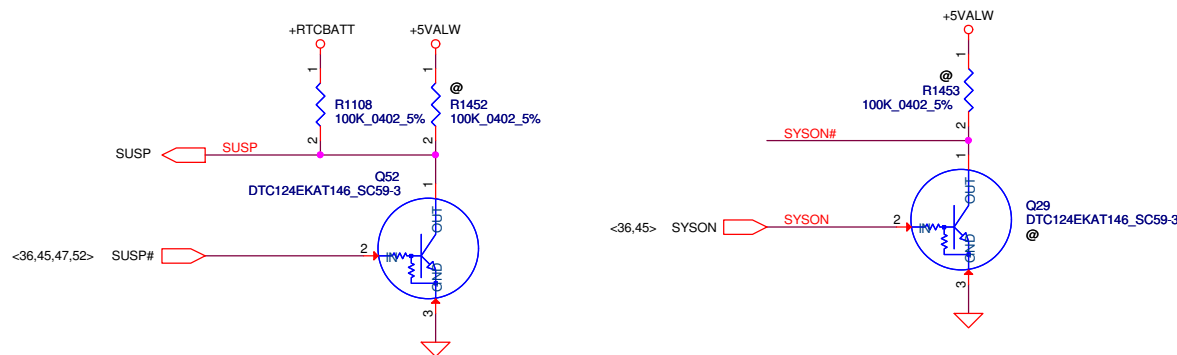 +RTCBATT
+5VALW
1
1
@
R1108
100K_0402_5%
R1452
100K_0402_5%
2
2
SUSP
SUSP
Q52
DTC124EKAT146_SC59-3
1
OUT
<36,45,47,52>
SUSP#
2
IN
GND
3
+5VALW
1
@
R1453
100K_0402_5%
2
SYSON#
1
OUT
<36,45>
SYSON
SYSON
2
IN
GND
Q29
DTC124EKAT146_SC59-3
@
3